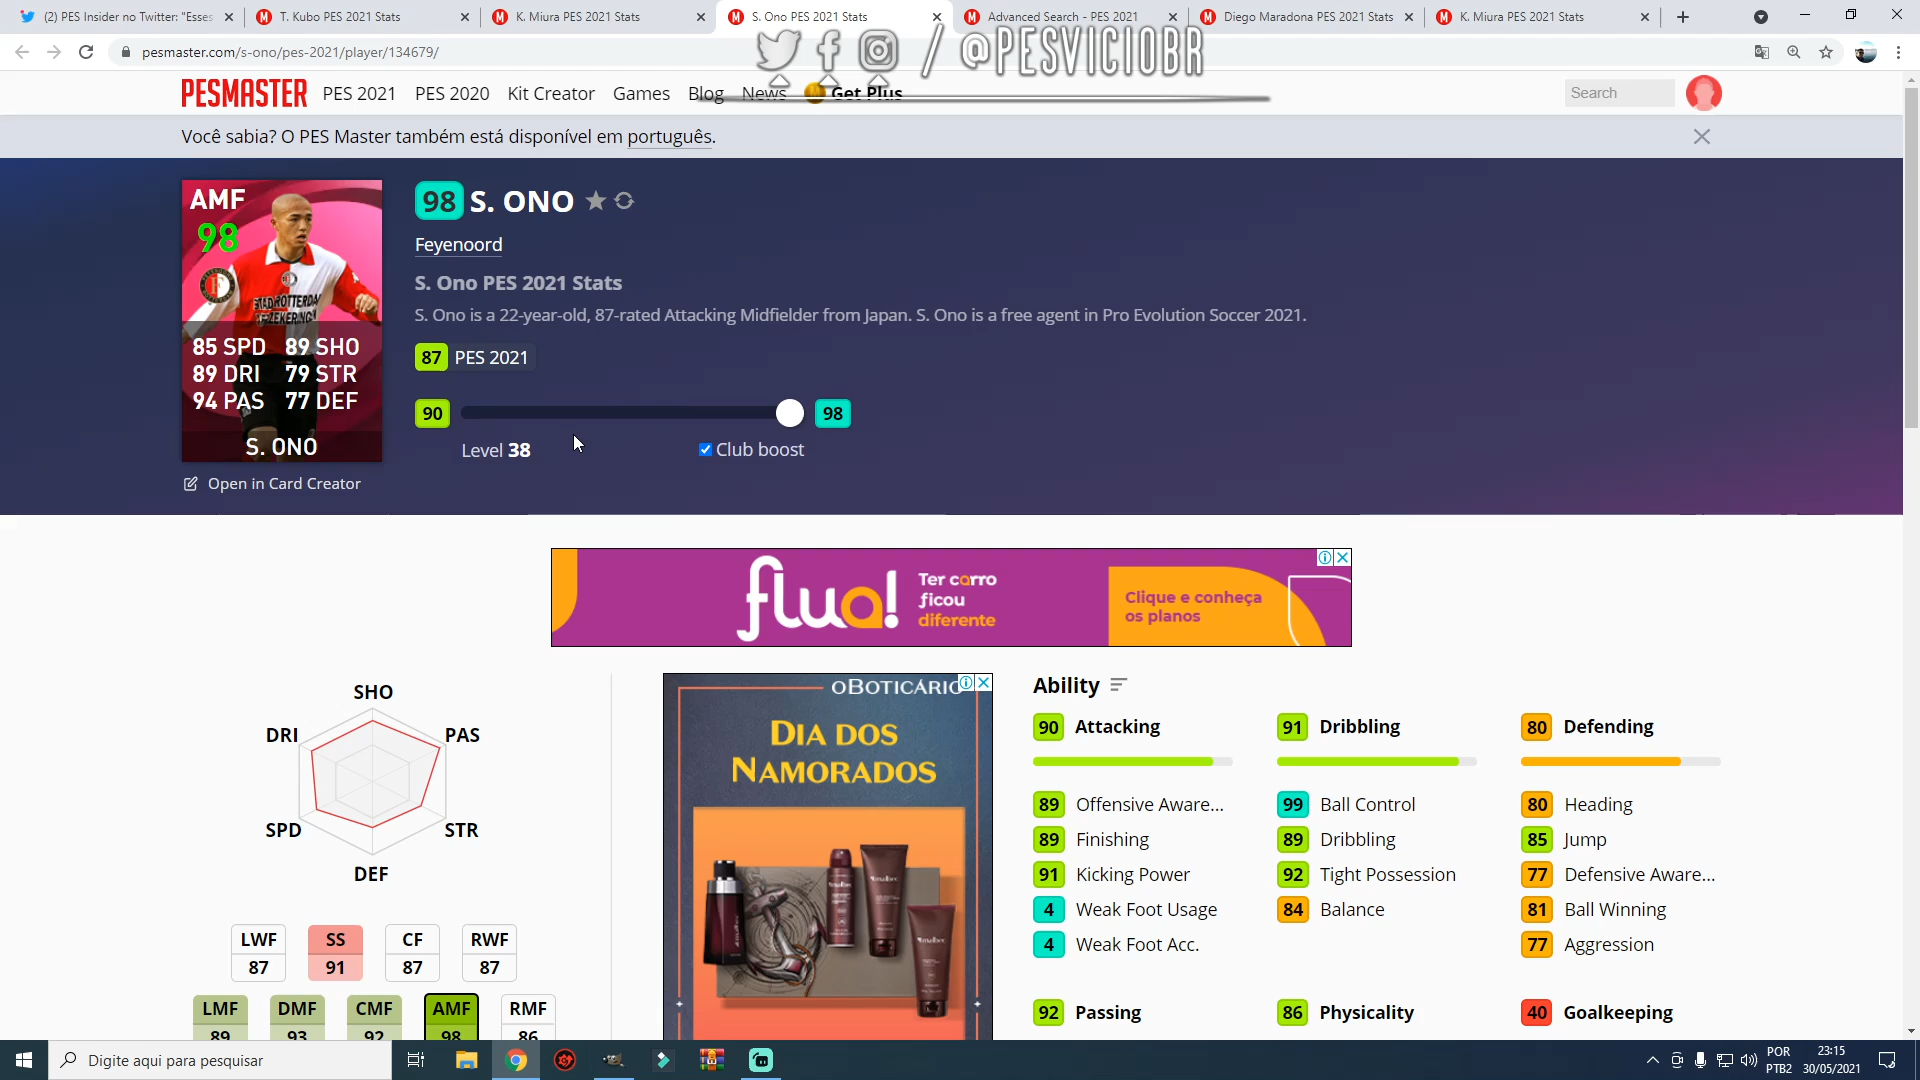 (2) PES Insider no Twitter: "Esses
T. Kubo PES 2021 Stats
K. Miura PES 2021 Stats
S. Ono PES 2021 Stats
Advanced Search - PES 2021
Diego Maradona PES 2021 Stats
K. Miura PES 2021 Stats
pesmaster.com/s-ono/pes-2021/player/134679/
/ @PESVICIOBR
PESMASTER PES 2021 PES 2020 Kit Creator Games Blog News Get Plus Search
Você sabia? O PES Master também está disponível em português.
AMF
98
85 SPD 89 SHO
89 DRI 79 STR
94 PAS 77 DEF
S. ONO
Open in Card Creator
98 S. ONO
Feyenoord
S. Ono PES 2021 Stats
S. Ono is a 22-year-old, 87-rated Attacking Midfielder from Japan. S. Ono is a free agent in Pro Evolution Soccer 2021.
87 PES 2021
90 98
Level 38 Club boost
flua! Ter carro ficou diferente
Clique e conheça
os planos
SHO
DRI PAS
SPD STR
DEF
LWF SS CF RWF
87 91 87 87
LMF DMF CMF AMF RMF
89 93 92 98 86
oBOTICÁRIO
DIA DOS
NAMORADOS
Ability
90 Attacking
89 Offensive Aware...
89 Finishing
91 Kicking Power
4 Weak Foot Usage
4 Weak Foot Acc.
91 Dribbling
99 Ball Control
89 Dribbling
92 Tight Possession
84 Balance
80 Defending
80 Heading
85 Jump
77 Defensive Aware...
81 Ball Winning
77 Aggression
92 Passing
86 Physicality
40 Goalkeeping
Digite aqui para pesquisar
POR
PTB2
23:15
30/05/2021